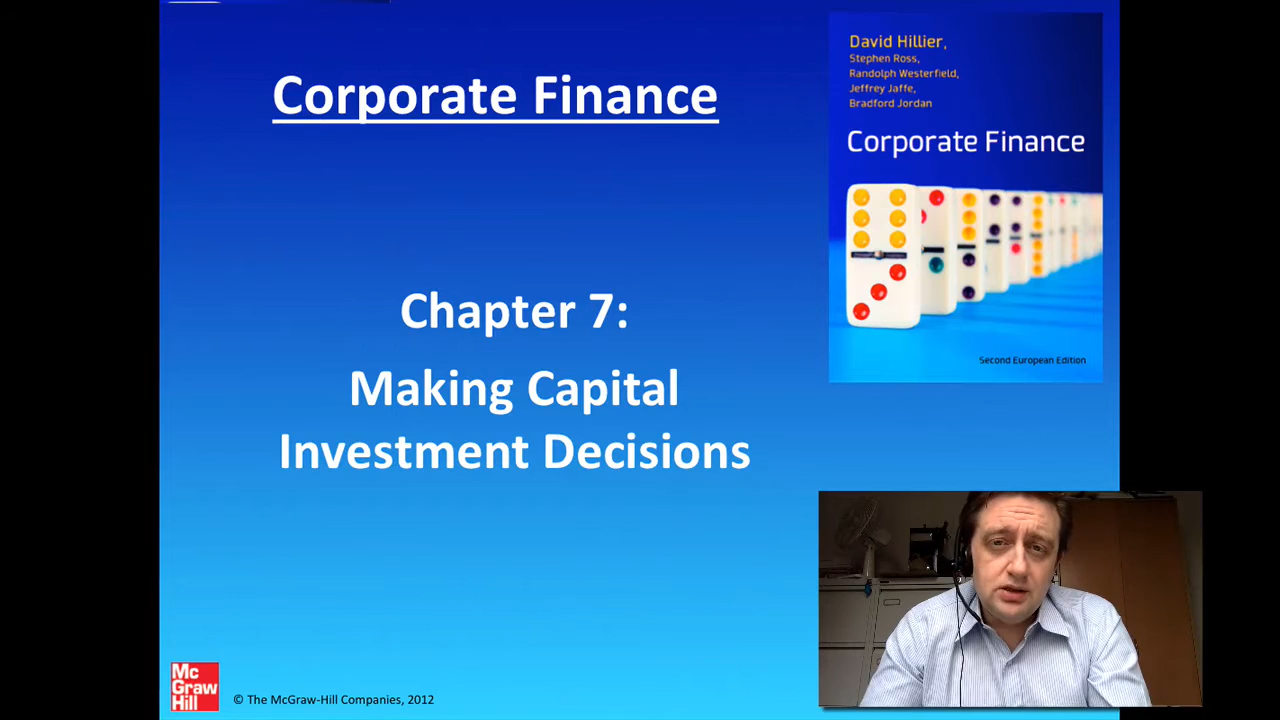 Corporate Finance
David Hillier,
Stephen Ross,
Randolph Westerfield,
Jeffrey Jaffe,
Bradford Jordan
Corporate Finance
Second European Edition
Chapter 7:
Making Capital
Investment Decisions
Mc
Graw
Hill
© The McGraw-Hill Companies, 2012